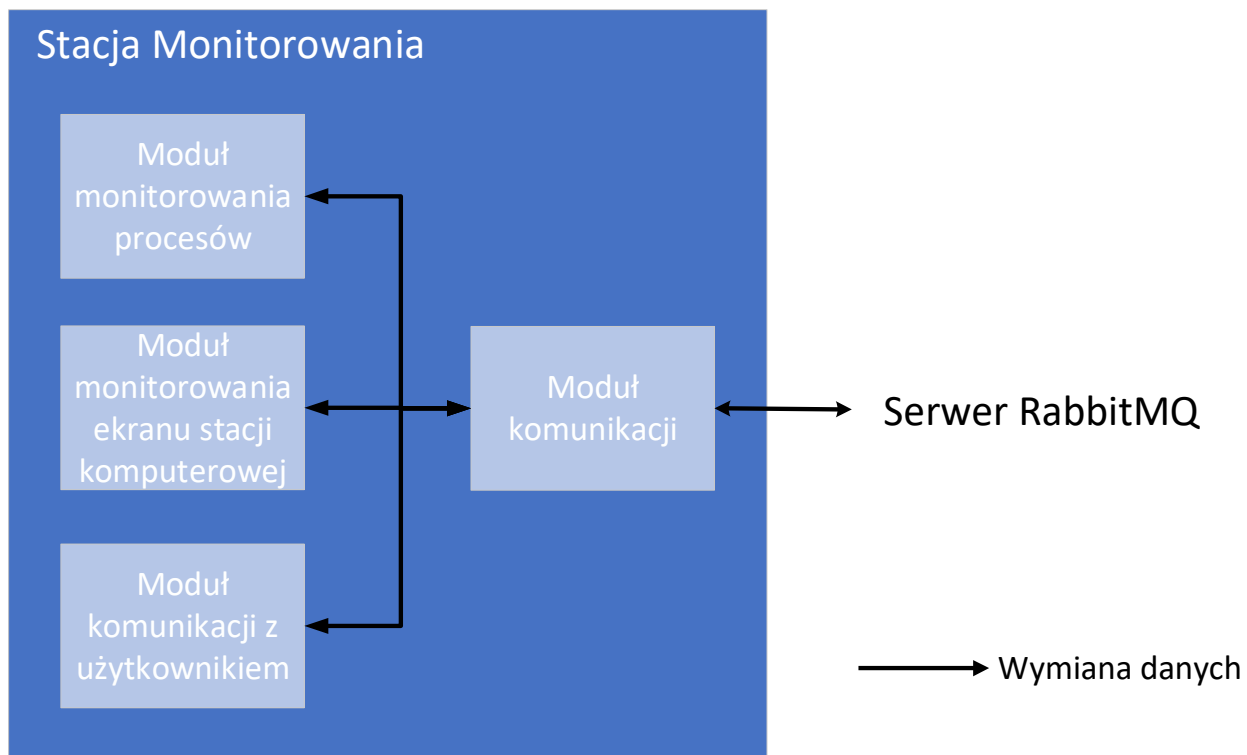 Stacja Monitorowania
Moduł
monitorowania
procesów
Moduł
monitorowania
ekranu stacji
komputerowej
Moduł
komunikacji z
użytkownikiem
Moduł
komunikacji
Serwer RabbitMQ
Wymiana danych